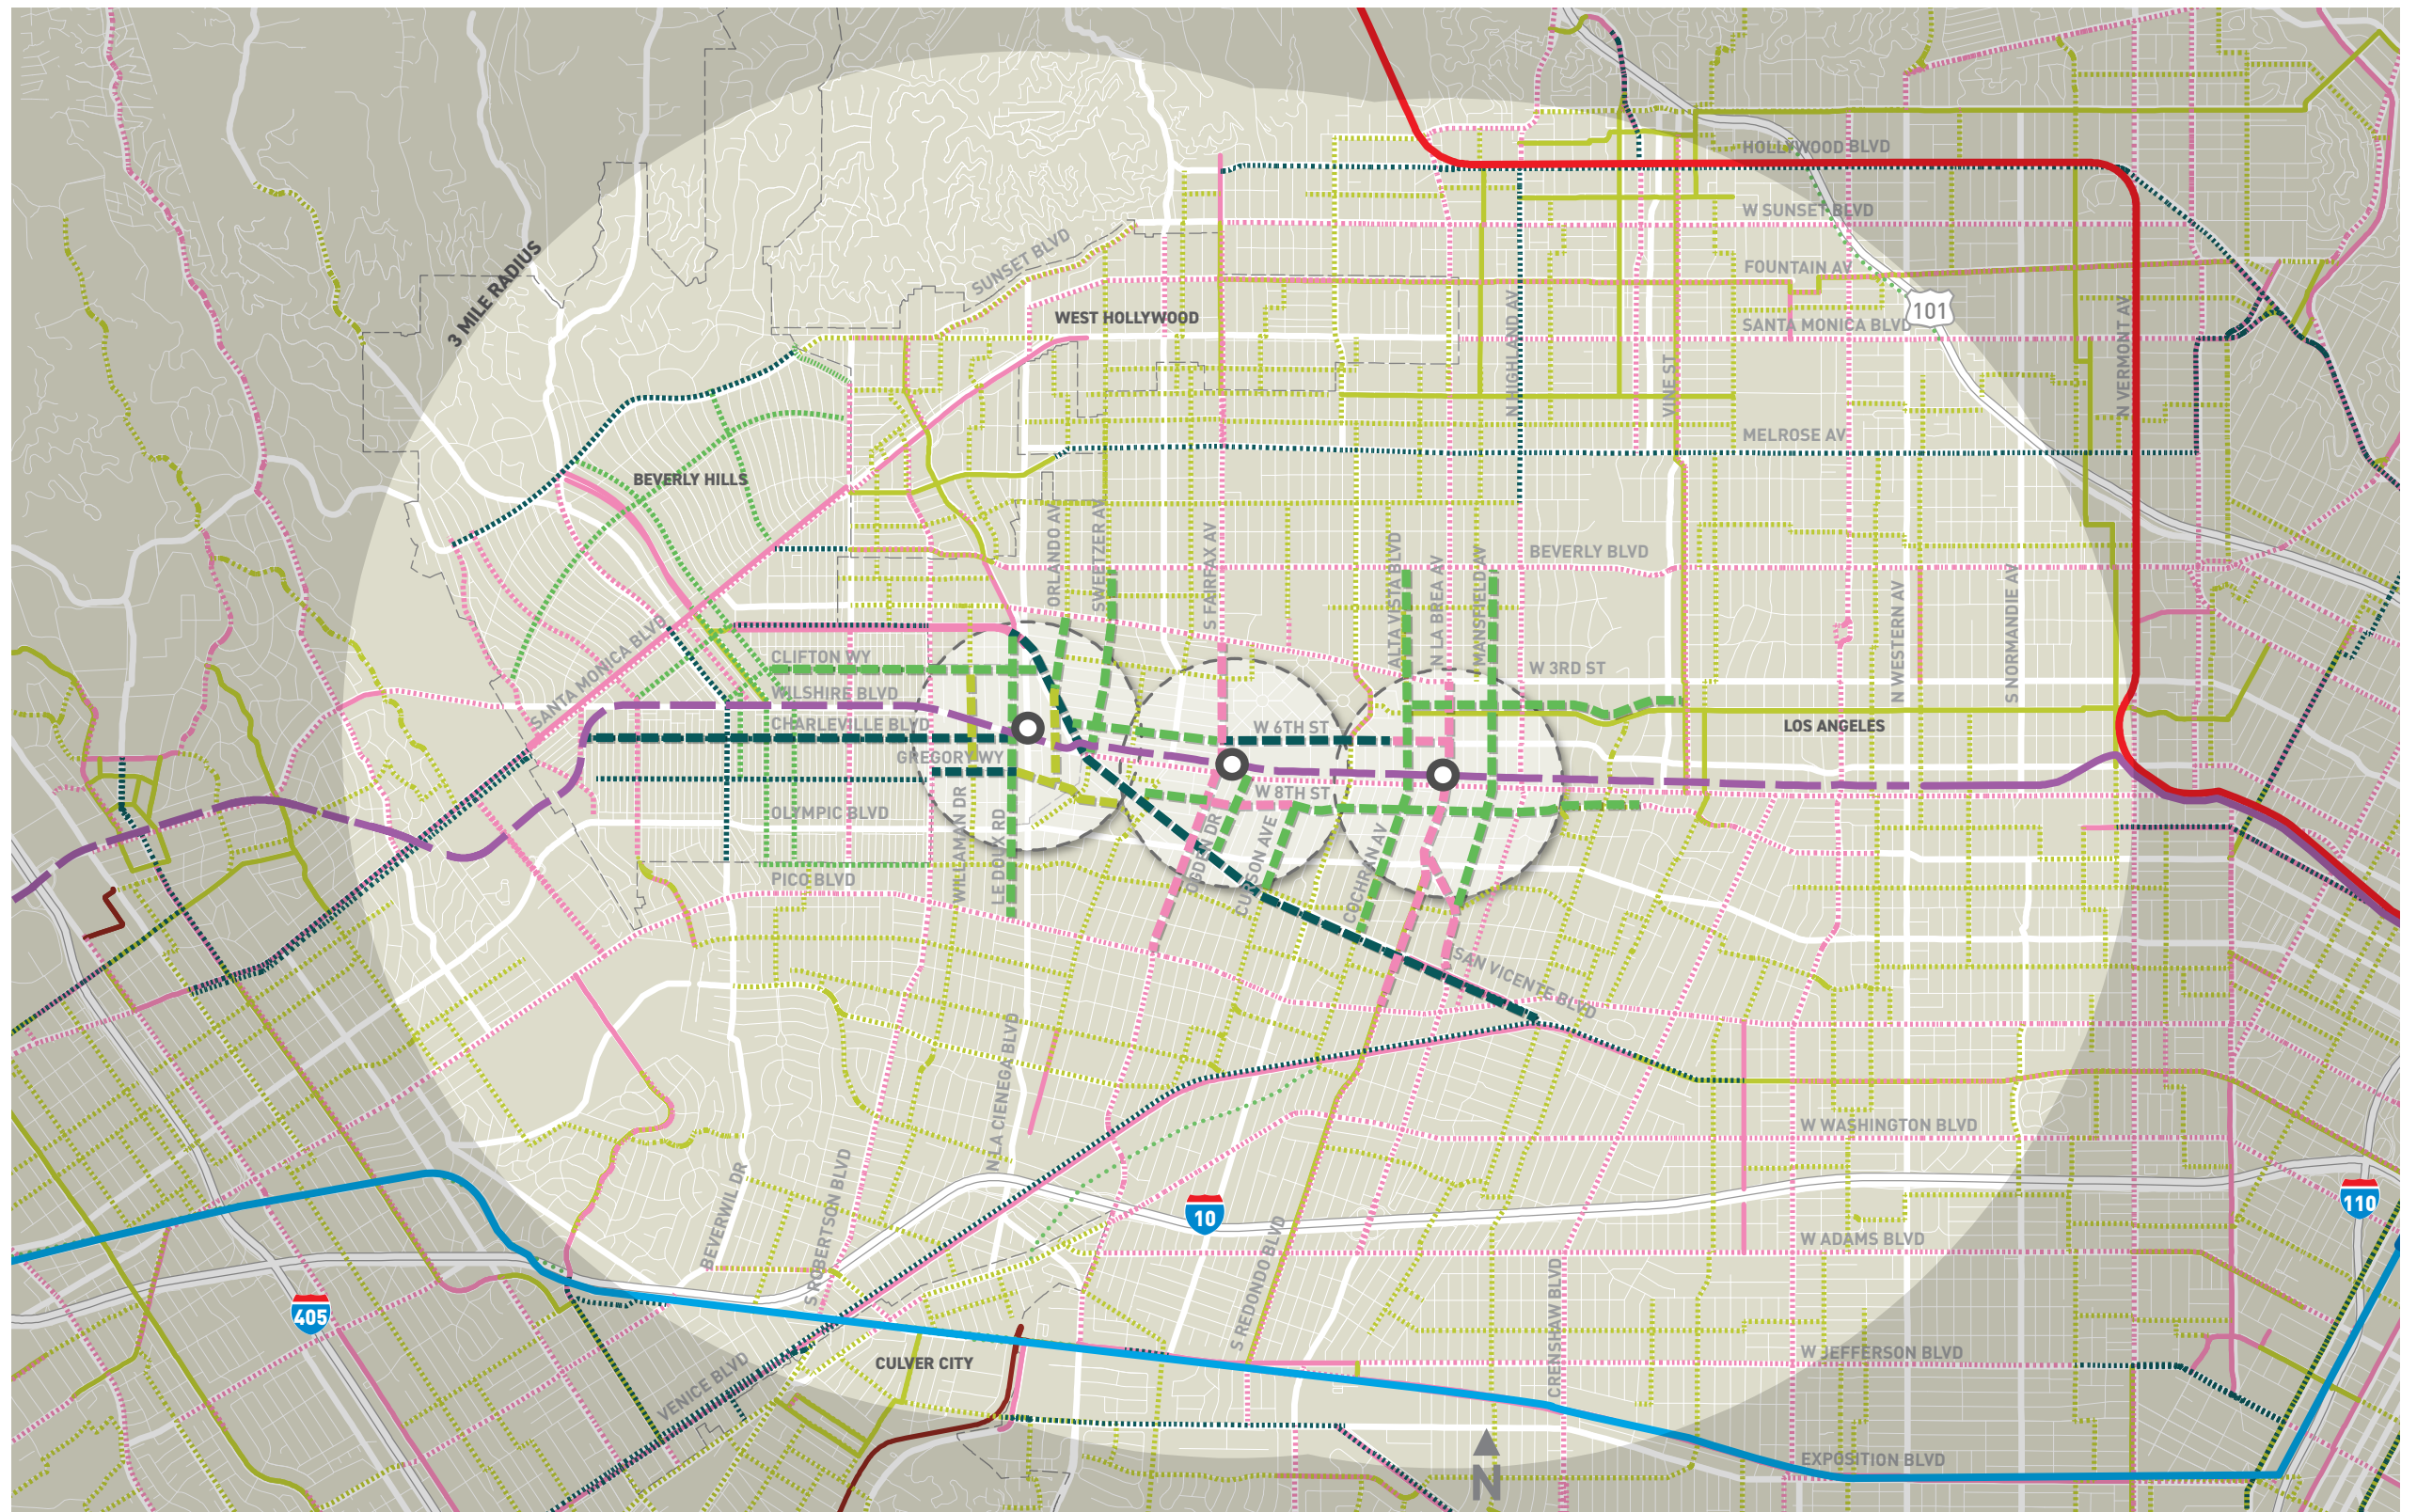 HOLLYWOOD BLVD
W SUNSET BLVD
SUNSET BLVD
3 MILE RADIUS
FOUNTAIN AV
101
WEST HOLLYWOOD
SANTA MONICA BLVD
N HIGHLAND AV
VINE ST
N VERMONT AV
MELROSE AV
BEVERLY HILLS
ORLANDO AV
SWEETZER AV
S FAIRFAX AV
ALTA VISTA BLVD
N LA BREA AV
MANSFIELD AV
BEVERLY BLVD
N WESTERN AV
S NORMANDIE AV
SANTA MONICA BLVD
CLIFTON WY
W 3RD ST
WILSHIRE BLVD
CHARLEVILLE BLVD
W 6TH ST
LOS ANGELES
GREGORY WY
W 8TH ST
OLYMPIC BLVD
WILLAMAN DR
LE DOUX RD
OGDEN DR
CURSON AVE
COCHRAN AV
PICO BLVD
SAN VICENTE BLVD
N LA CIENEGA BLVD
W WASHINGTON BLVD
BEVERWIL DR
S ROBERTSON BLVD
10
110
S REDONDO BLVD
CRENSHAW BLVD
W ADAMS BLVD
405
VENICE BLVD
CULVER CITY
W JEFFERSON BLVD
EXPOSITION BLVD
N